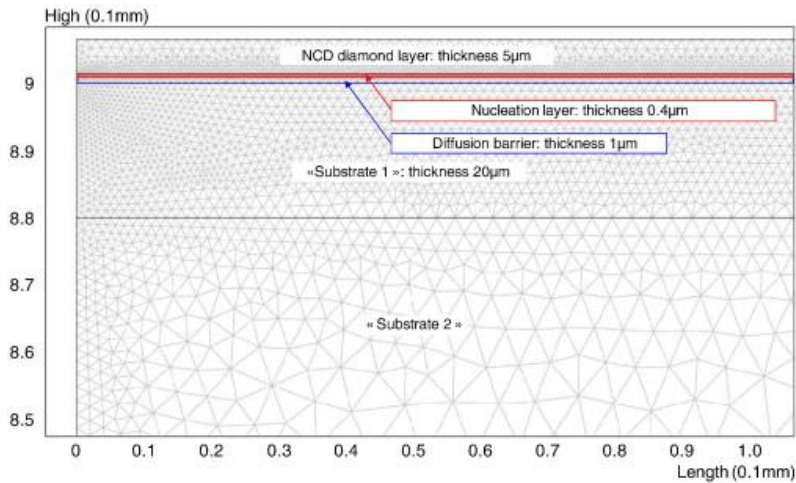 High (0.1mm)
NCD diamond layer: thickness 5μm
9
Nucleation layer: thickness 0.4μm
Diffusion barrier: thickness 1μm
8.9
«Substrate 1»: thickness 20μm
8.8
8.7
« Substrate 2 »
8.6
8.5
0 0.1 0.2 0.3 0.4 0.5 0.6 0.7 0.8 0.9 1.0
Length (0.1mm)